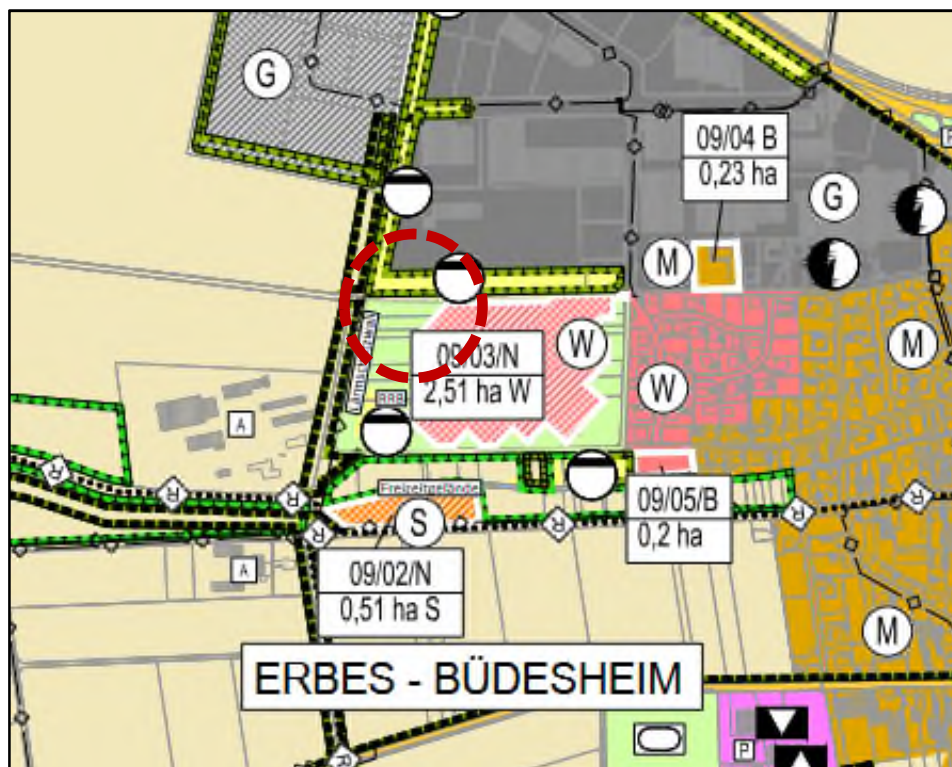 G
09/04 B
0,23 ha
G
M
09/03/N
2,51 ha W
W
M
W
RRB
A
Freizeitgelände
09/05/B
0,2 ha
R
R
R
R
R
R
R
S
A
09/02/N
0,51 ha S
M
ERBES - BÜDESHEIM
P
R